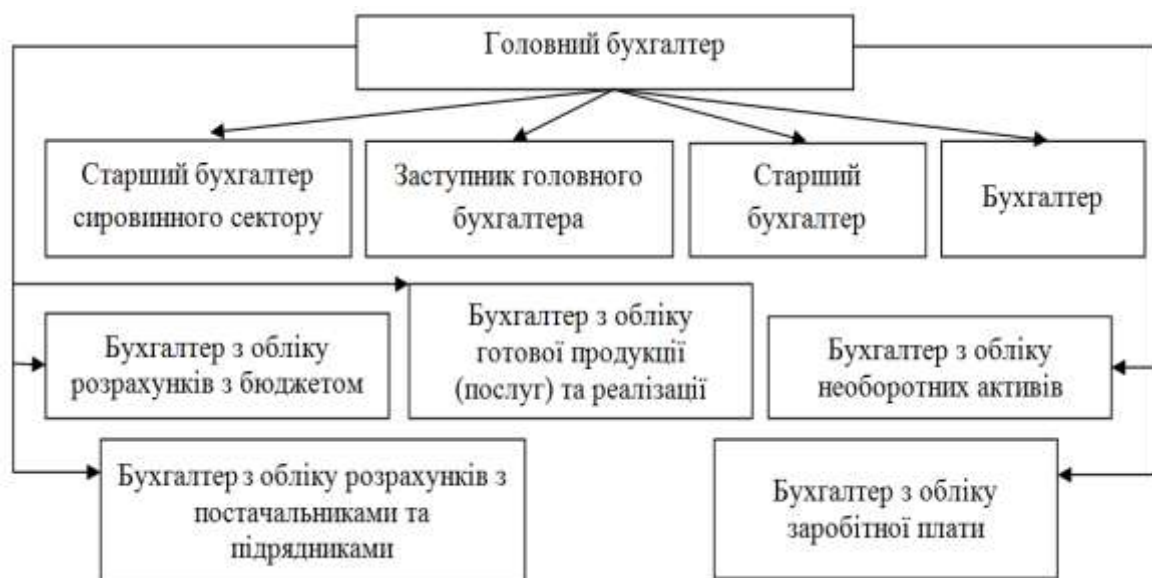 Головний бухгалтер
Старший бухгалтер
сировинного сектору
Заступник головного
бухгалтера
Старший
бухгалтер
Бухгалтер
Бухгалтер з обліку
розрахунків з бюджетом
Бухгалтер з обліку
готової продукції
(послуг) та реалізації
Бухгалтер з обліку
необоротних активів
Бухгалтер з обліку розрахунків з
постачальниками та
підрядниками
Бухгалтер з обліку
заробітної плати